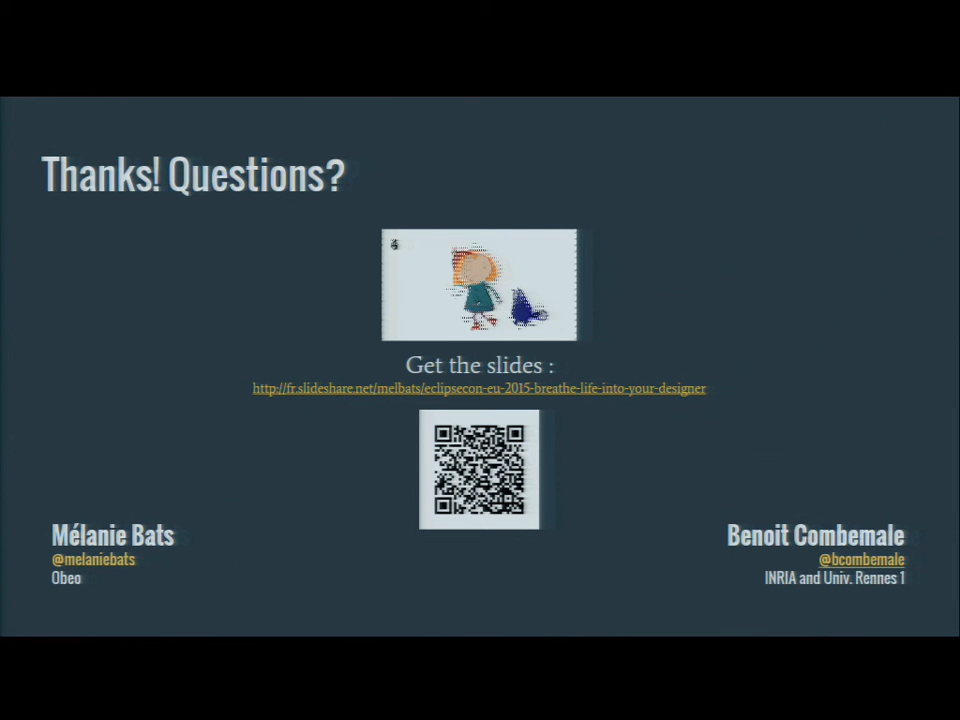 Thanks! Questions?
4
Get the slides :
http://fr.slideshare.net/melbats/eclipsecon-eu-2015-breathe-life-into-your-designer
Mélanie Bats
@melaniebats
Obeo
Benoit Combemale
@bcombemale
INRIA and Univ. Rennes 1